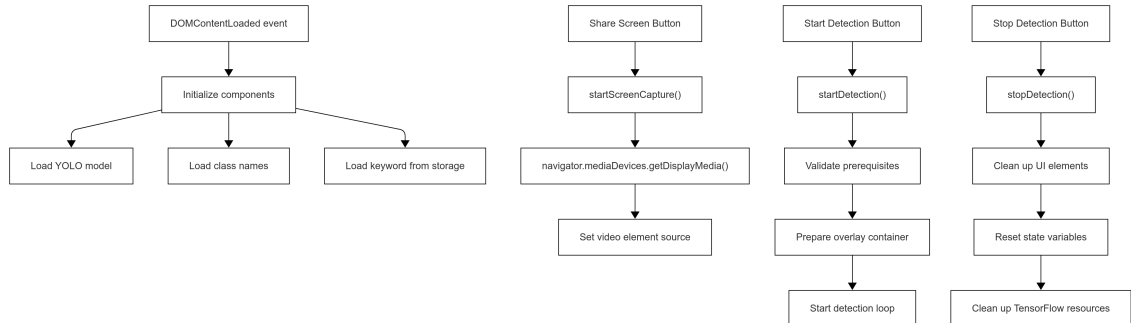 DOMContentLoaded event
Share Screen Button
Start Detection Button
Stop Detection Button
Initialize components
startScreenCapture()
startDetection()
stopDetection()
Load YOLO model
Load class names
Load keyword from storage
navigator.mediaDevices.getDisplayMedia()
Validate prerequisites
Clean up UI elements
Set video element source
Prepare overlay container
Reset state variables
Start detection loop
Clean up TensorFlow resources